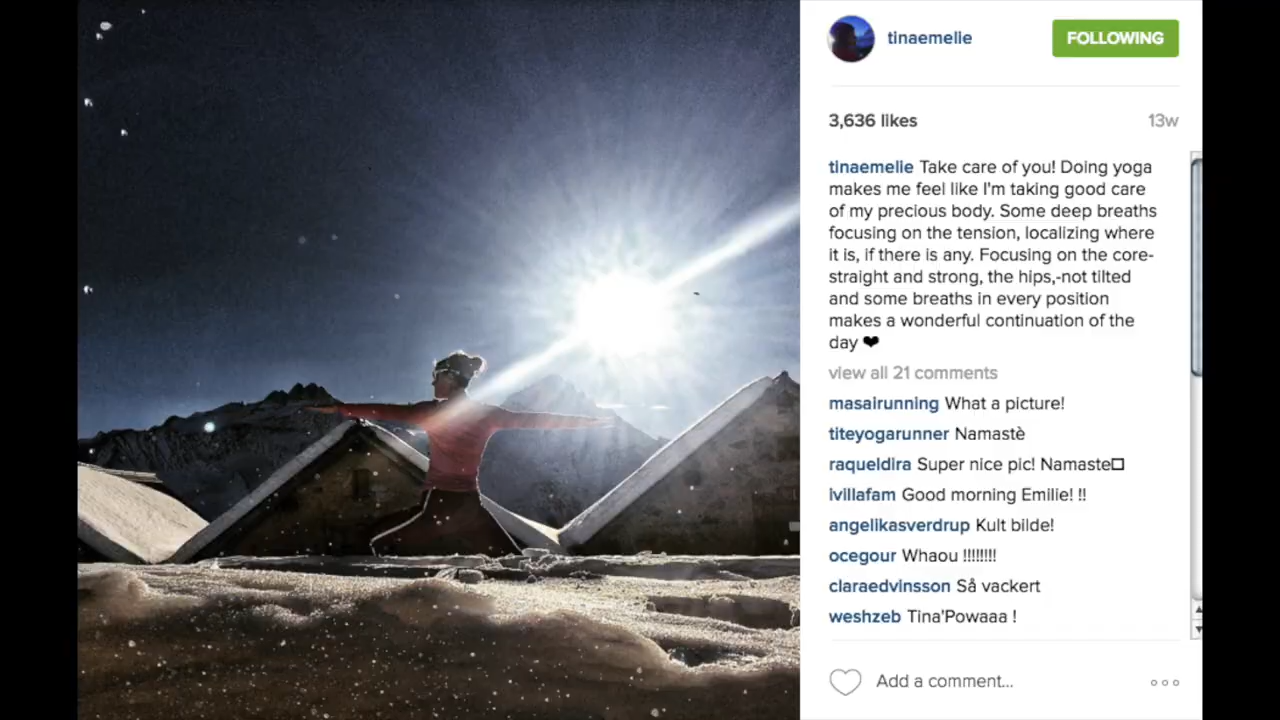 tinaemelie
FOLLOWING
3,636 likes
13w
tinaemelie Take care of you! Doing yoga
makes me feel like I'm taking good care
of my precious body. Some deep breaths
focusing on the tension, localizing where
it is, if there is any. Focusing on the core-
straight and strong, the hips,-not tilted
and some breaths in every position
makes a wonderful continuation of the
day ❤
view all 21 comments
masairunning What a picture!
titeyogarunner Namastè
raqueldira Super nice pic! Namaste□
ivillafam Good morning Emilie! !!
angelikasverdrup Kult bilde!
ocegour Whaou !!!!!!!!
claraedvinsson Så vackert
weshzeb Tina'Powaaa !
Add a comment...